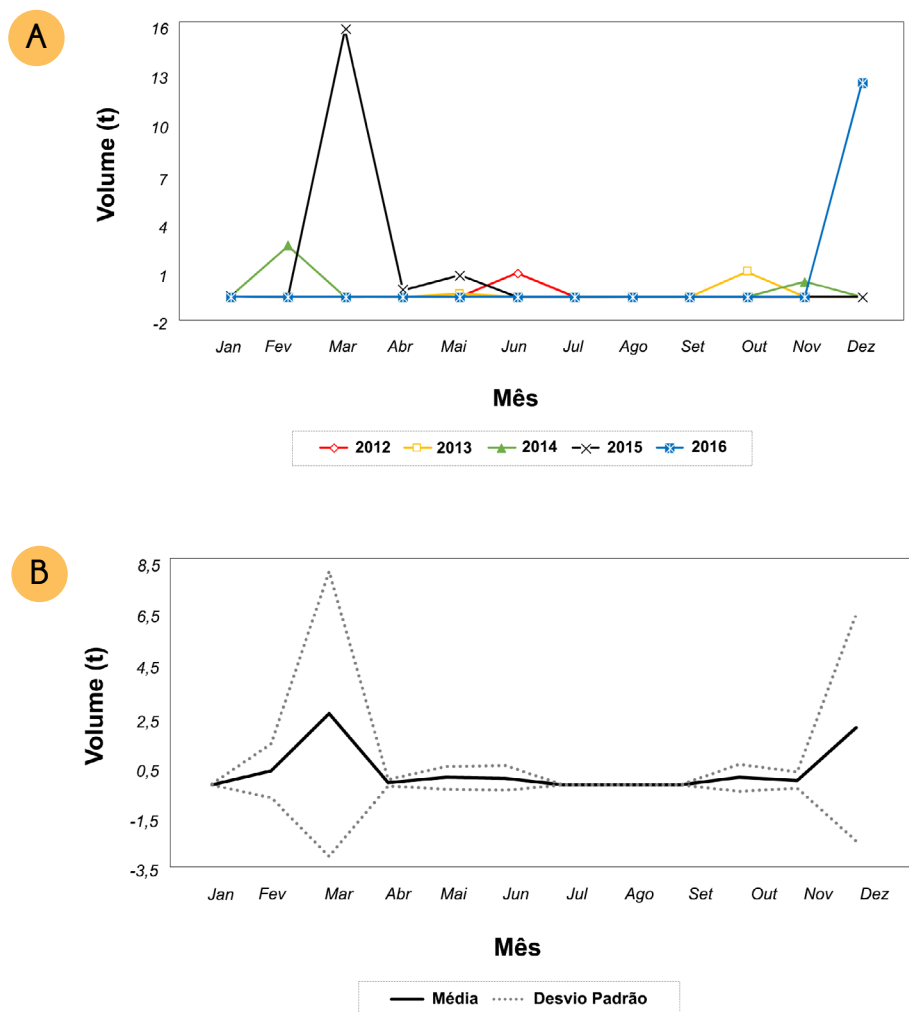 A
Volume (t)
16
13
10
7
4
1
-2
Jan Fev Mar Abr Mai Jun Jul Ago Set Out Nov Dez
Mês
2012 2013 2014 2015 2016
B
Volume (t)
8,5
6,5
4,5
2,5
0,5
-1,5
-3,5
Jan Fev Mar Abr Mai Jun Jul Ago Set Out Nov Dez
Mês
Média Desvio Padrão